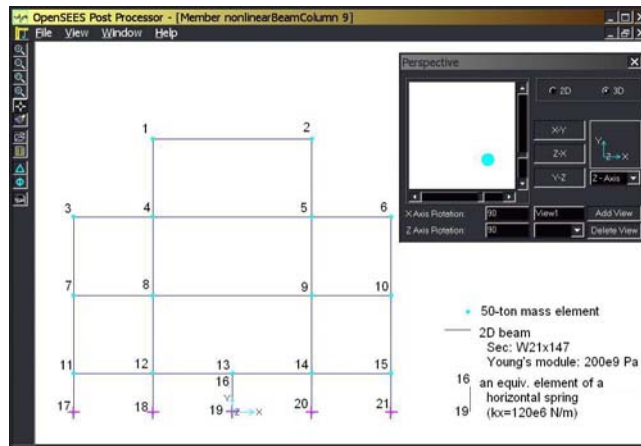 OpenSEES Post Processor - [Member nonlinearBeamColumn 9]
File View Window Help
Perspective
2D 3D
X-Y
Z-X
Y-Z
Y
Z X
Z - Axis
X Axis Rotation: 90 View1 Add View
Z Axis Rotation: 90 Delete View
1 2
3 4 5 6
7 8 9 10
11 12 13 14 15
16
Y
Z X
17 18 19 20 21
50-ton mass element
2D beam
Sec: W21x147
Young's module: 200e9 Pa
16 an equiv. element of a
horizontal spring
19 (kx=120e6 N/m)